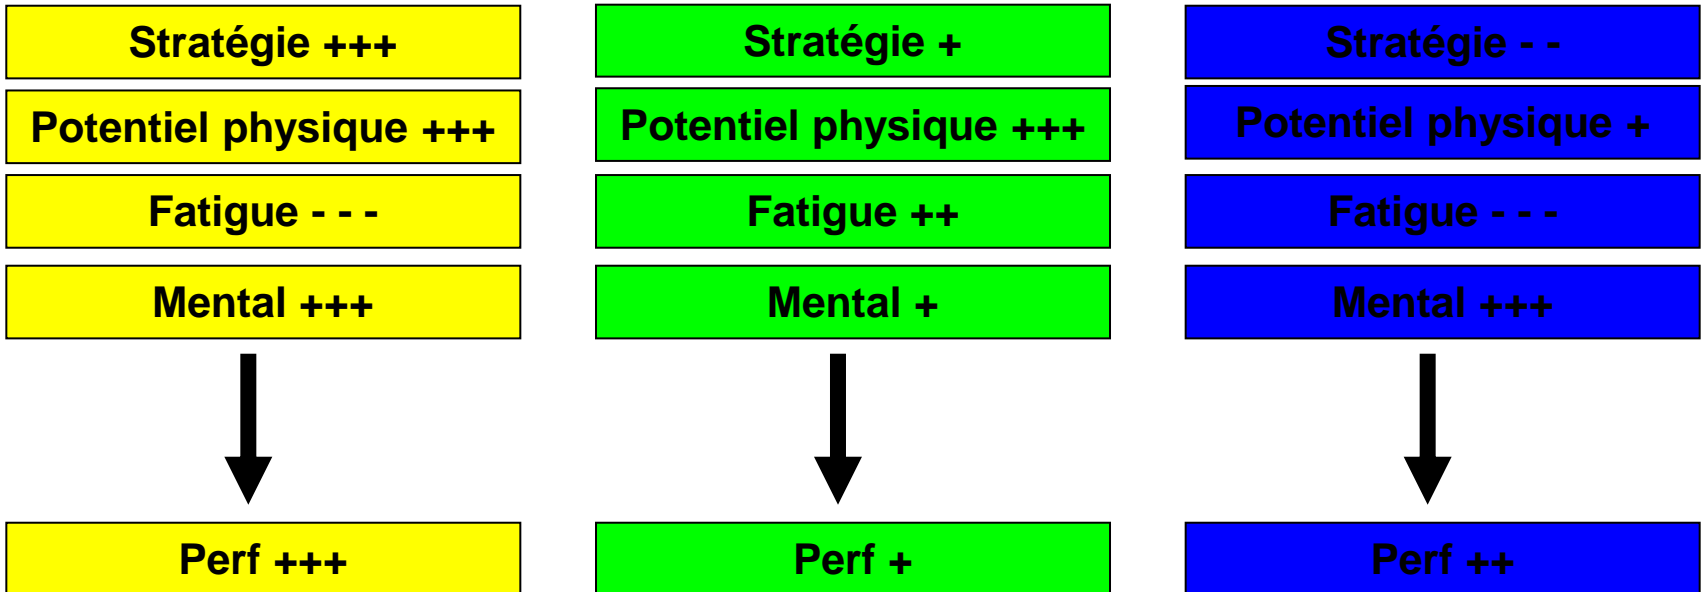 Stratégie +++
Potentiel physique +++
Fatigue - - -
Mental +++
Perf +++
Stratégie +
Potentiel physique +++
Fatigue ++
Mental +
Perf +
Stratégie - -
Potentiel physique +
Fatigue - - -
Mental +++
Perf ++